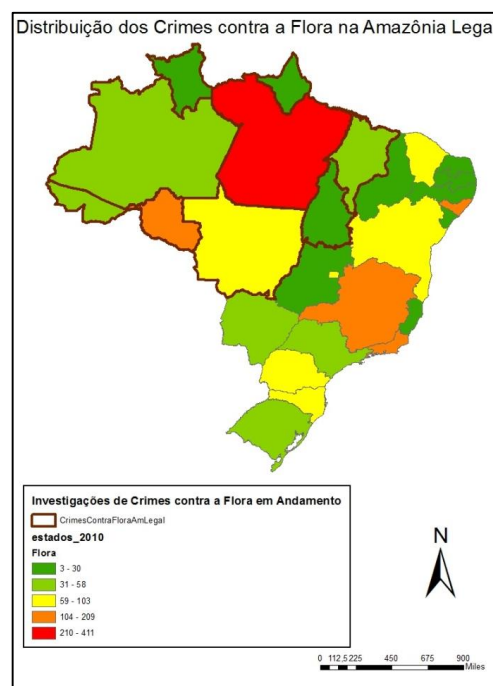 Distribuição dos Crimes contra a Flora na Amazônia Lega
Investigações de Crimes contra a Flora em Andamento
CrimesContraFloraAmLegal
estados_2010
Flora
3 - 30
31 - 58
59 - 103
104 - 209
210 - 411
N
0 112,5 225 450 675 900
Miles